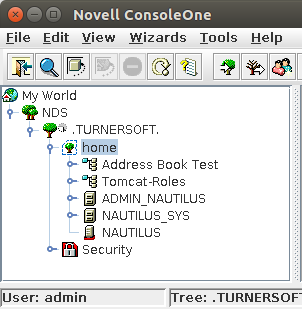 Novell ConsoleOne
File Edit View Wizards Tools Help
My World
NDS
.TURNERSOFT.
home
Address Book Test
Tomcat-Roles
ADMIN_NAUTILUS
NAUTILUS_SYS
NAUTILUS
Security
User: admin Tree: .TURNERSOFT